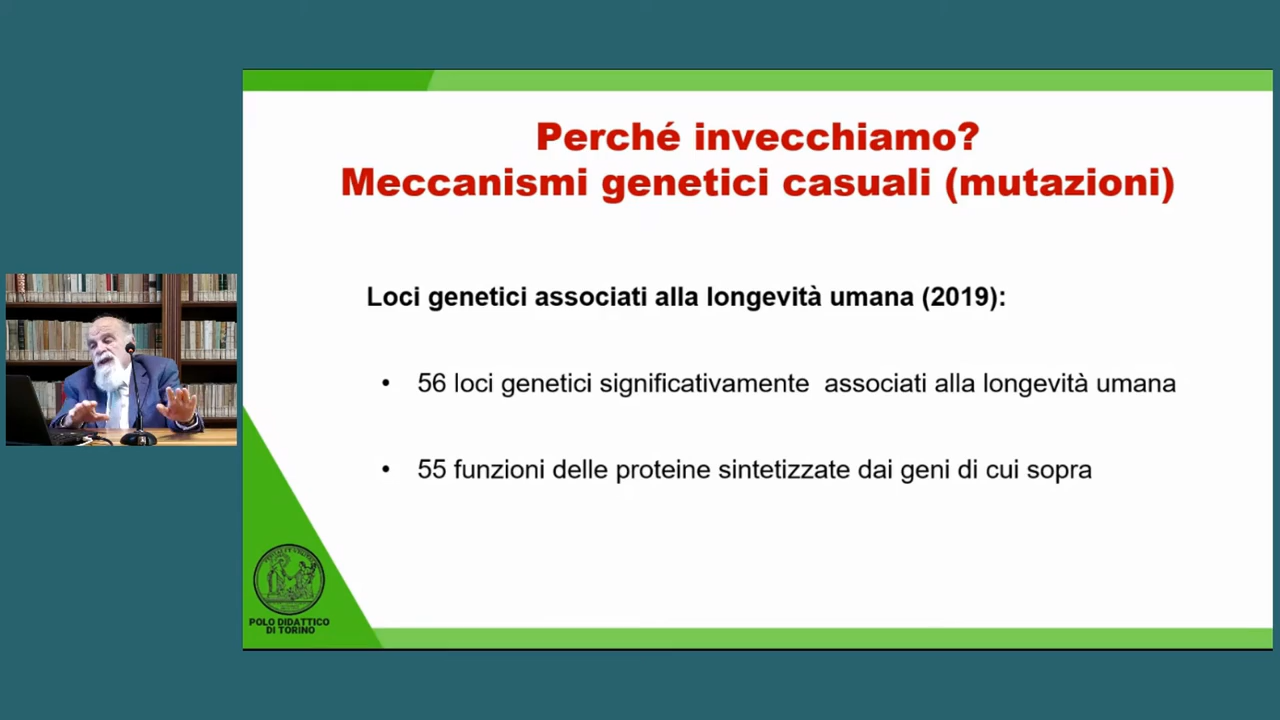 Perché invecchiamo?
Meccanismi genetici casuali (mutazioni)
Loci genetici associati alla longevità umana (2019):
• 56 loci genetici significativamente associati alla longevità umana
• 55 funzioni delle proteine sintetizzate dai geni di cui sopra
POLO DIDATTICO
DI TORINO